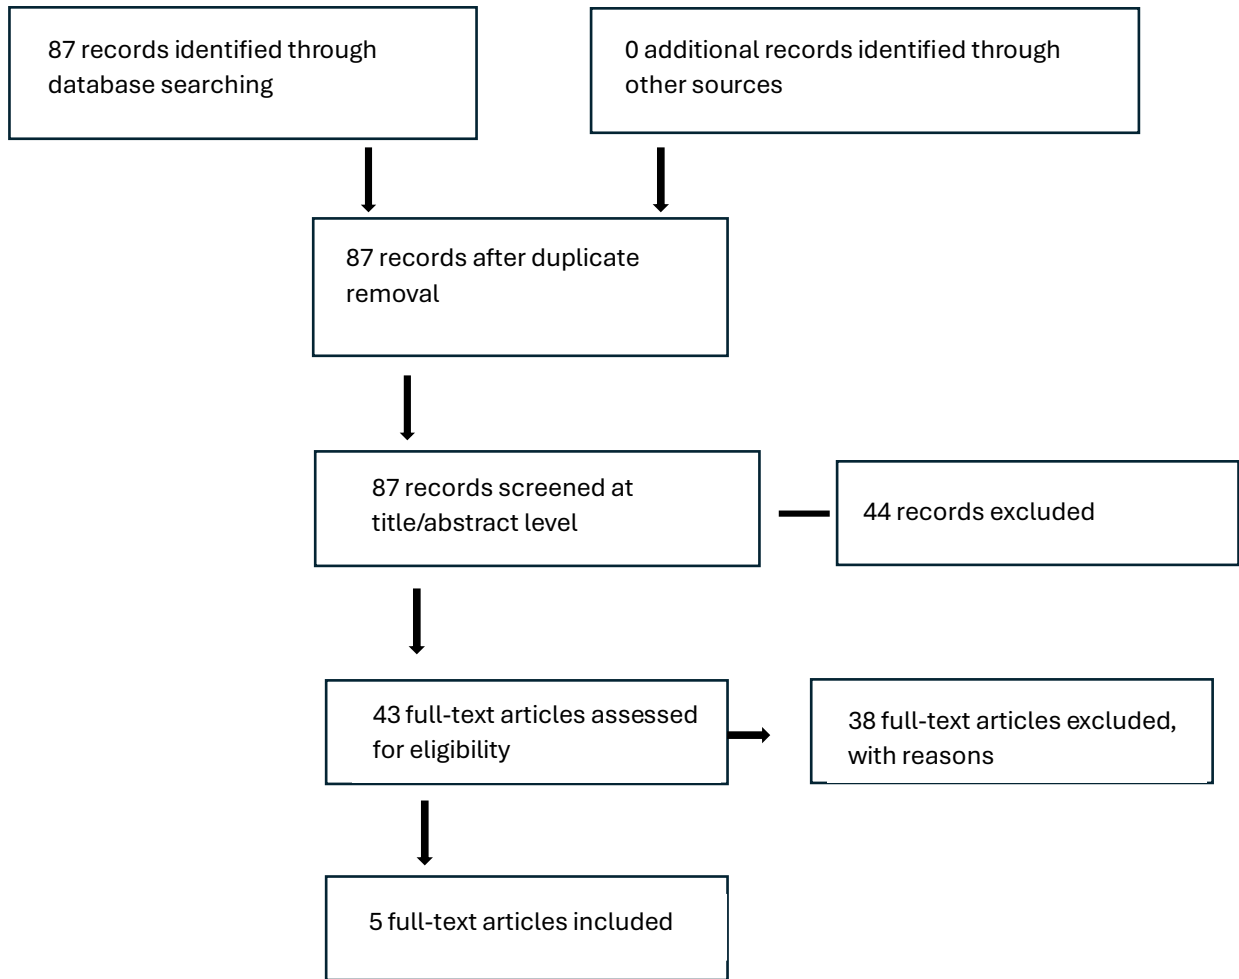 87 records identified through
database searching
0 additional records identified through
other sources
87 records after duplicate
removal
87 records screened at
title/abstract level
44 records excluded
43 full-text articles assessed
for eligibility
38 full-text articles excluded,
with reasons
5 full-text articles included